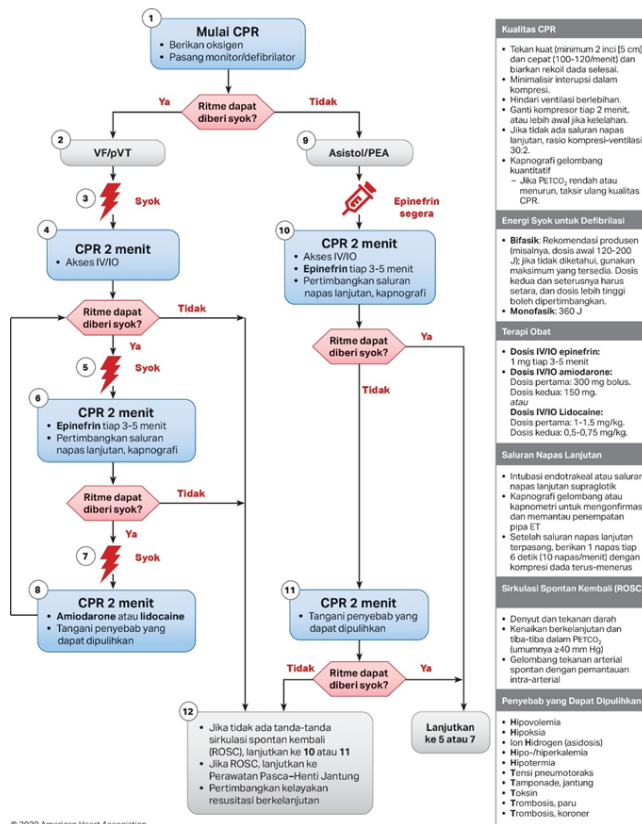 1
Mulai CPR
• Berikan oksigen
• Pasang monitor/defibrilator
Ya
Ritme dapat
diberi syok?
Tidak
2
VF/pVT
3
Syok
4
CPR 2 menit
• Akses IV/IO
Ritme dapat
diberi syok?
Tidak
Ya
5
Syok
6
CPR 2 menit
• Epinefrin tiap 3-5 menit
• Pertimbangkan saluran
napas lanjutan, kapnografi
Ritme dapat
diberi syok?
Tidak
Ya
7
Syok
8
CPR 2 menit
• Amiodarone atau lidocaine
• Tangani penyebab yang
dapat dipulihkan
9
Asistol/PEA
Epinefrin
segera
10
CPR 2 menit
• Akses IV/IO
• Epinefrin tiap 3-5 menit
• Pertimbangkan saluran
napas lanjutan, kapnografi
Ritme dapat
diberi syok?
Ya
Tidak
11
CPR 2 menit
• Tangani penyebab yang
dapat dipulihkan
Tidak
Ritme dapat
diberi syok?
Ya
12
• Jika tidak ada tanda-tanda
sirkulasi spontan kembali
(ROSC), lanjutkan ke 10 atau 11
• Jika ROSC, lanjutkan ke
Perawatan Pasca–Henti Jantung
• Pertimbangkan kelayakan
resusitasi berkelanjutan
Lanjutkan
ke 5 atau 7
Kualitas CPR
• Tekan kuat (minimum 2 inci [5 cm]
dan cepat (100-120/menit) dan
biarkan rekoil dada selesai.
• Minimalisir interupsi dalam
kompresi.
• Hindari ventilasi berlebihan.
• Ganti kompresor tiap 2 menit,
atau lebih awal jika kelelahan.
• Jika tidak ada saluran napas
lanjutan, rasio kompresi-ventilasi
30:2.
• Kapnografi gelombang
kuantitatif
– Jika PETCO2 rendah atau
menurun, taksir ulang kualitas
CPR.
Energi Syok untuk Defibrilasi
• Bifasik: Rekomendasi produsen
(misalnya, dosis awal 120-200
J); jika tidak diketahui, gunakan
maksimum yang tersedia. Dosis
kedua dan seterusnya harus
setara, dan dosis lebih tinggi
boleh dipertimbangkan.
• Monofasik: 360 J
Terapi Obat
• Dosis IV/IO epinefrin:
1 mg tiap 3-5 menit
• Dosis IV/IO amiodarone:
Dosis pertama: 300 mg bolus.
Dosis kedua: 150 mg.
atau
Dosis IV/IO Lidocaine:
Dosis pertama: 1-1,5 mg/kg.
Dosis kedua: 0,5-0,75 mg/kg.
Saluran Napas Lanjutan
• Intubasi endotrakeal atau saluran
napas lanjutan supraglotik
• Kapnografi gelombang atau
kapnometri untuk mengonfirmas
dan memantau penempatan
pipa ET
• Setelah saluran napas lanjutan
terpasang, berikan 1 napas tiap
6 detik (10 napas/menit) dengan
kompresi dada terus-menerus
Sirkulasi Spontan Kembali (ROSC)
• Denyut dan tekanan darah
• Kenaikan berkelanjutan dan
tiba-tiba dalam PETCO2
(umumnya ≥40 mm Hg)
• Gelombang tekanan arterial
spontan dengan pemantauan
intra-arterial
Penyebab yang Dapat Dipulihkan
• Hipovolemia
• Hipoksia
• Ion Hidrogen (asidosis)
• Hipo-/hiperkalemia
• Hipotermia
• Tensi pneumotoraks
• Tamponade, jantung
• Toksin
• Trombosis, paru
• Trombosis, koroner
© 2020 American Heart Association